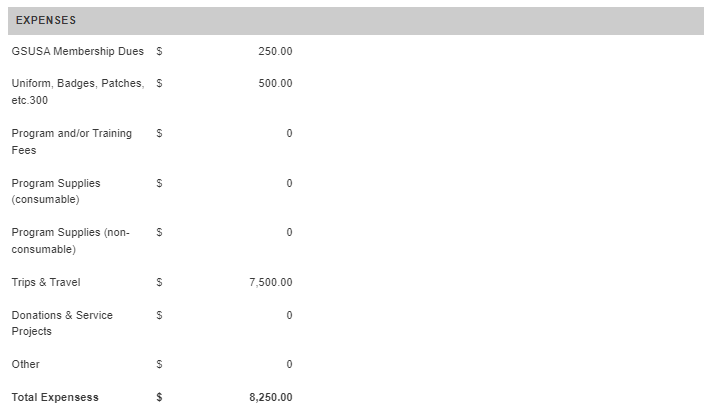 EXPENSES
GSUSA Membership Dues $ 250.00
Uniform, Badges, Patches, $ 500.00
etc.300
Program and/or Training $ 0
Fees
Program Supplies $ 0
(consumable)
Program Supplies (non- $ 0
consumable)
Trips & Travel $ 7,500.00
Donations & Service $ 0
Projects
Other $ 0
Total Expensess $ 8,250.00